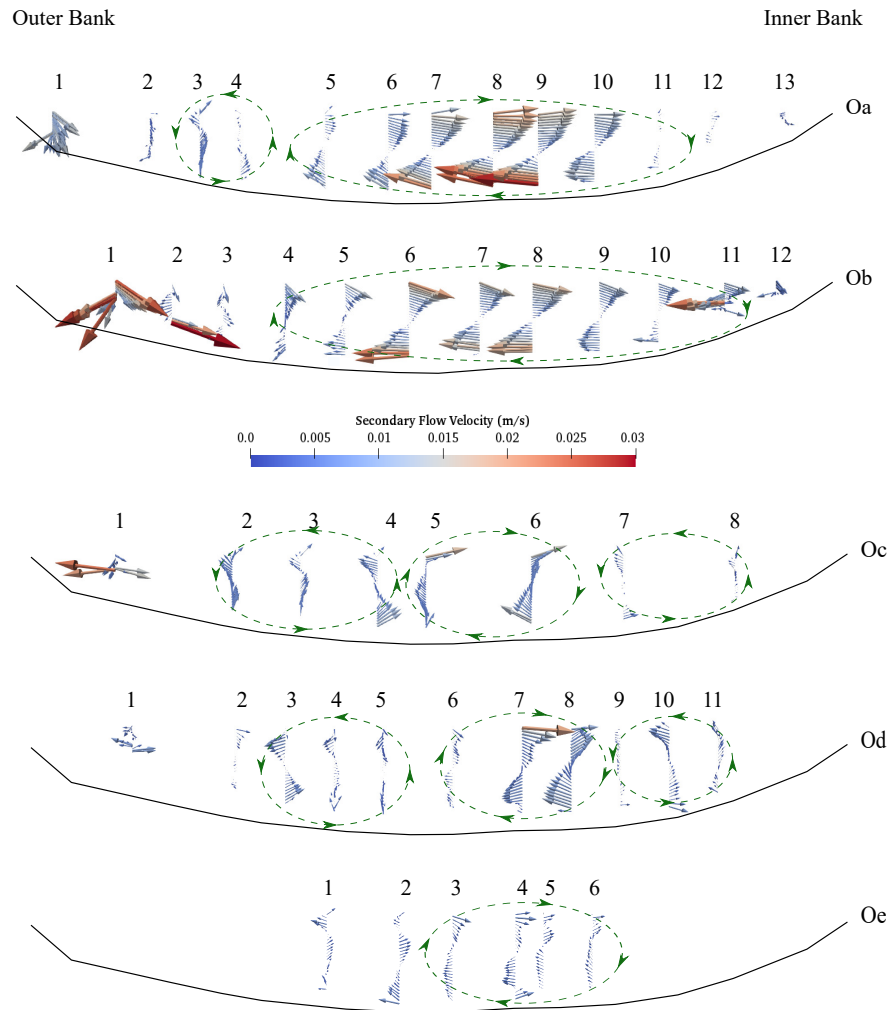 Outer Bank Inner Bank
1 2 3 4 5 6 7 8 9 10 11 12 13
Oa
1 2 3 4 5 6 7 8 9 10 11 12
Ob
Secondary Flow Velocity (m/s)
0.0 0.005 0.01 0.015 0.02 0.025 0.03
1 2 3 4 5 6 7 8
Oc
1 2 3 4 5 6 7 8 9 10 11
Od
1 2 3 4 5 6
Oe